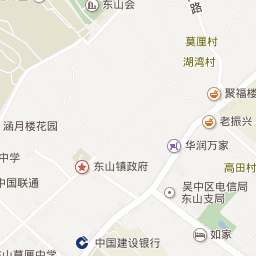 东山会
路
莫厘村
湖湾村
聚福楼
老振兴
涵月楼花园
华润万家
中学
东山镇政府
高田村
中国联通
吴中区电信局
东山支局
如家
中国建设银行
东山莫厘中学